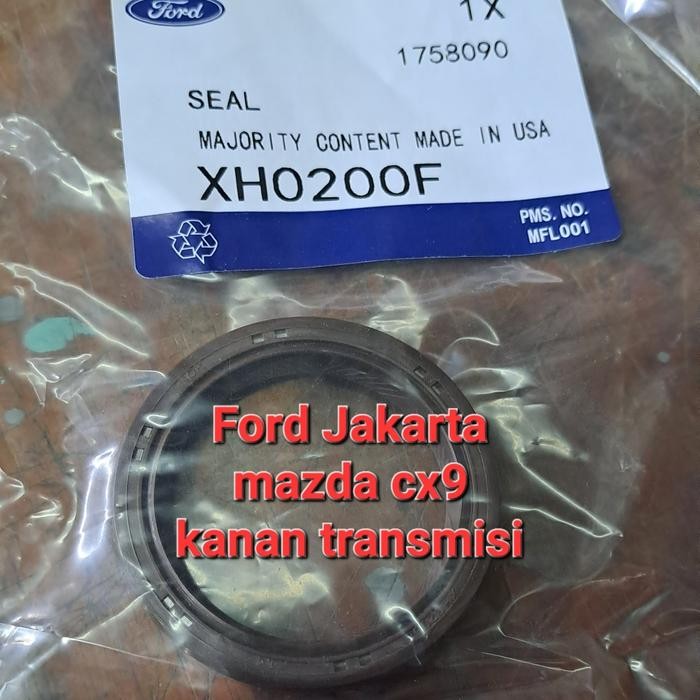 Ford
1X
1758090
SEAL
MAJORITY CONTENT MADE IN USA
XH0200F
PMS. NO.
MFL001
Ford Jakarta
mazda cx9
kanan transmisi